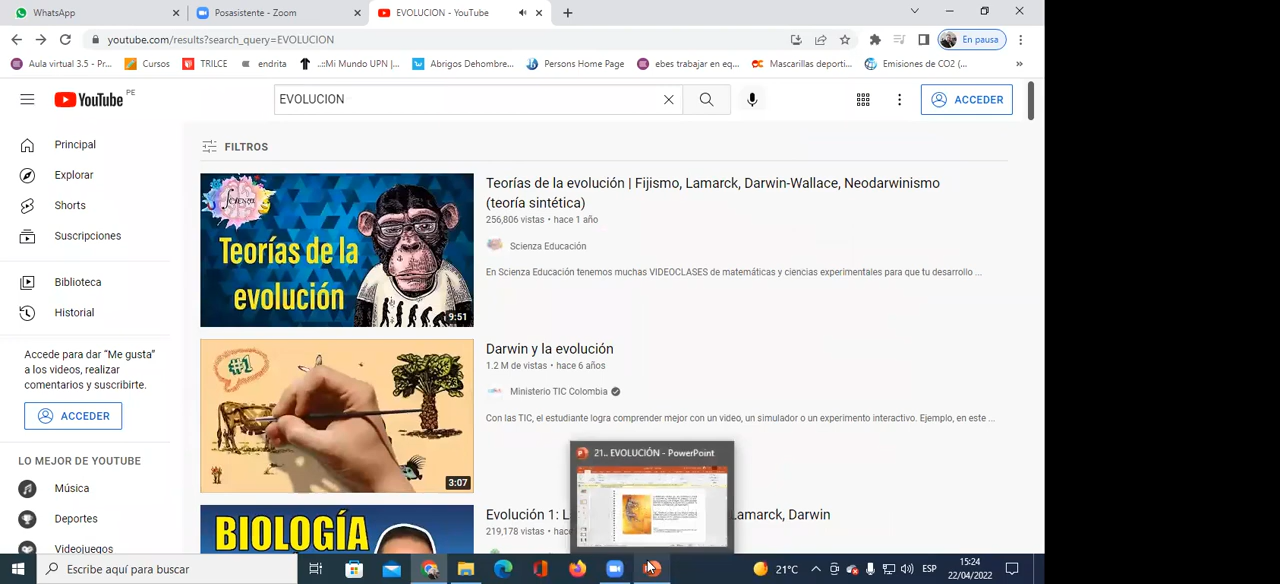 WhatsApp
Posasistente - Zoom
EVOLUCION - YouTube
youtube.com/results?search_query=EVOLUCION
En pausa
Aula virtual 3.5 - Pr...
Cursos
TRILCE
endrita
..::Mi Mundo UPN |...
Abrigos Dehombre...
Persons Home Page
ebes trabajar en eq...
Mascarillas deporti...
Emisiones de CO2 (...
»
YouTube PE
EVOLUCION
ACCEDER
Principal
Explorar
Shorts
Suscripciones
Biblioteca
Historial
Accede para dar “Me gusta”
a los videos, realizar
comentarios y suscribirte.
ACCEDER
LO MEJOR DE YOUTUBE
Música
Deportes
Videojuegos
FILTROS
Scienza
Teorías de la
evolución
9:51
Teorías de la evolución | Fijismo, Lamarck, Darwin-Wallace, Neodarwinismo
(teoría sintética)
256,806 vistas • hace 1 año
Scienza Educación
En Scienza Educación tenemos muchas VIDEOCLASES de matemáticas y ciencias experimentales para que tu desarrollo ...
#1
3:07
Darwin y la evolución
1.2 M de vistas • hace 6 años
Ministerio TIC Colombia
Con las TIC, el estudiante logra comprender mejor con un video, un simulador o un experimento interactivo. Ejemplo, en este ...
BIOLOGÍA
Evolución 1: L
amarck, Darwin
219,178 vistas •
21.. EVOLUCIÓN - PowerPoint
Escribe aquí para buscar
21°C
ESP
15:24
22/04/2022